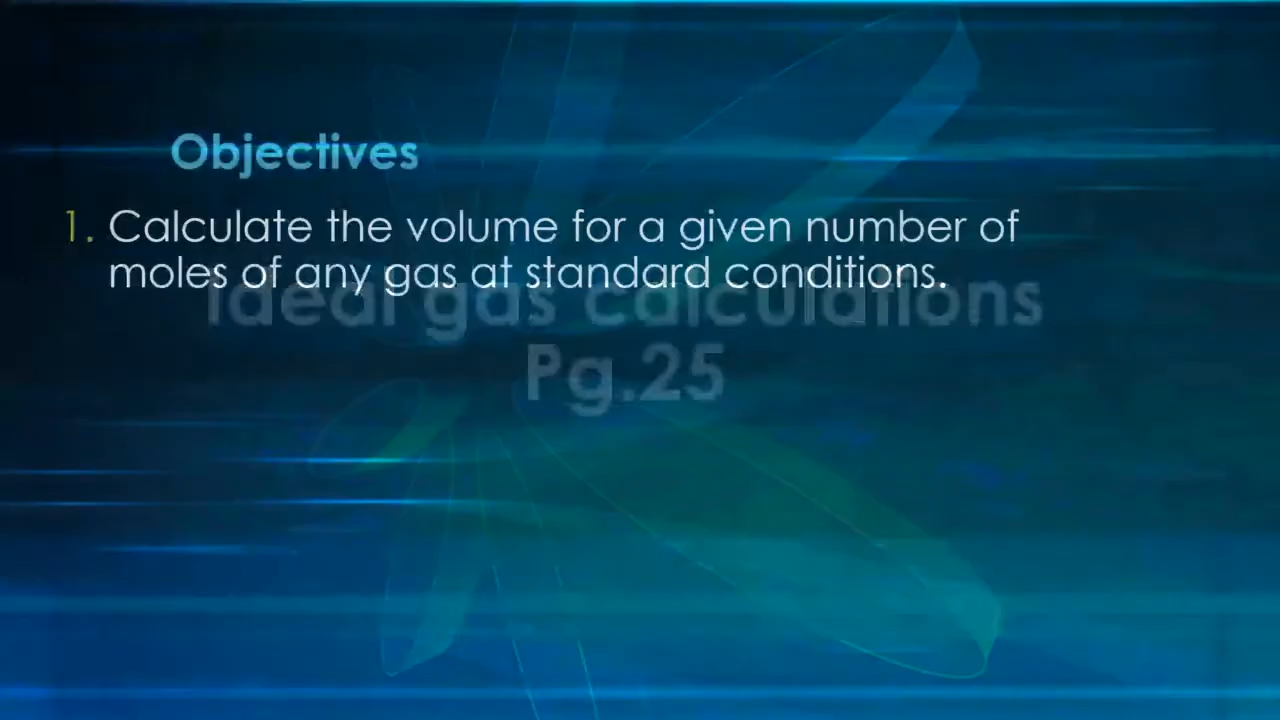 Objectives
1. Calculate the volume for a given number of
moles of any gas at standard conditions.
Ideal gas calculations
Pg.25